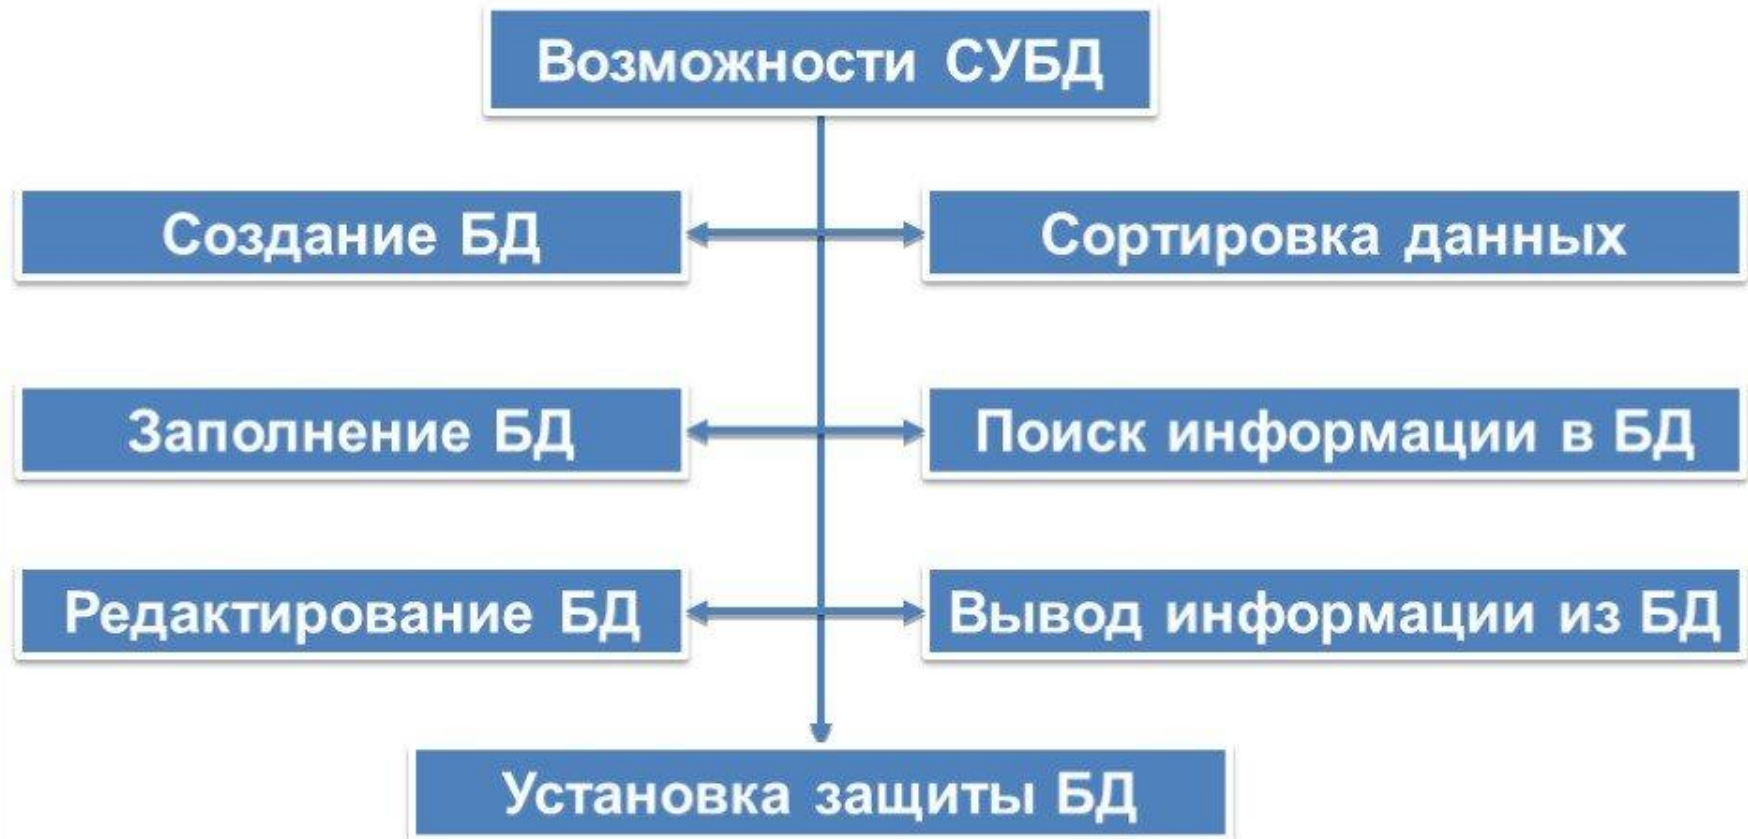 Возможности СУБД
Создание БД
Сортировка данных
Заполнение БД
Поиск информации в БД
Редактирование БД
Вывод информации из БД
Установка защиты БД